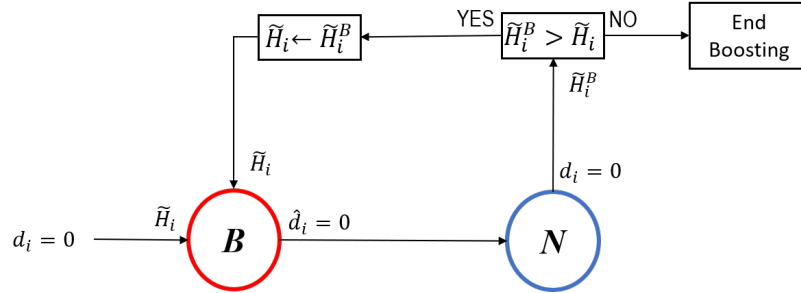 H̃ᵢ ← H̃ᵢᴮ
YES
H̃ᵢᴮ > H̃ᵢ
NO
End
Boosting
H̃ᵢᴮ
H̃ᵢ
dᵢ = 0
dᵢ = 0
H̃ᵢ
B
d̂ᵢ = 0
N